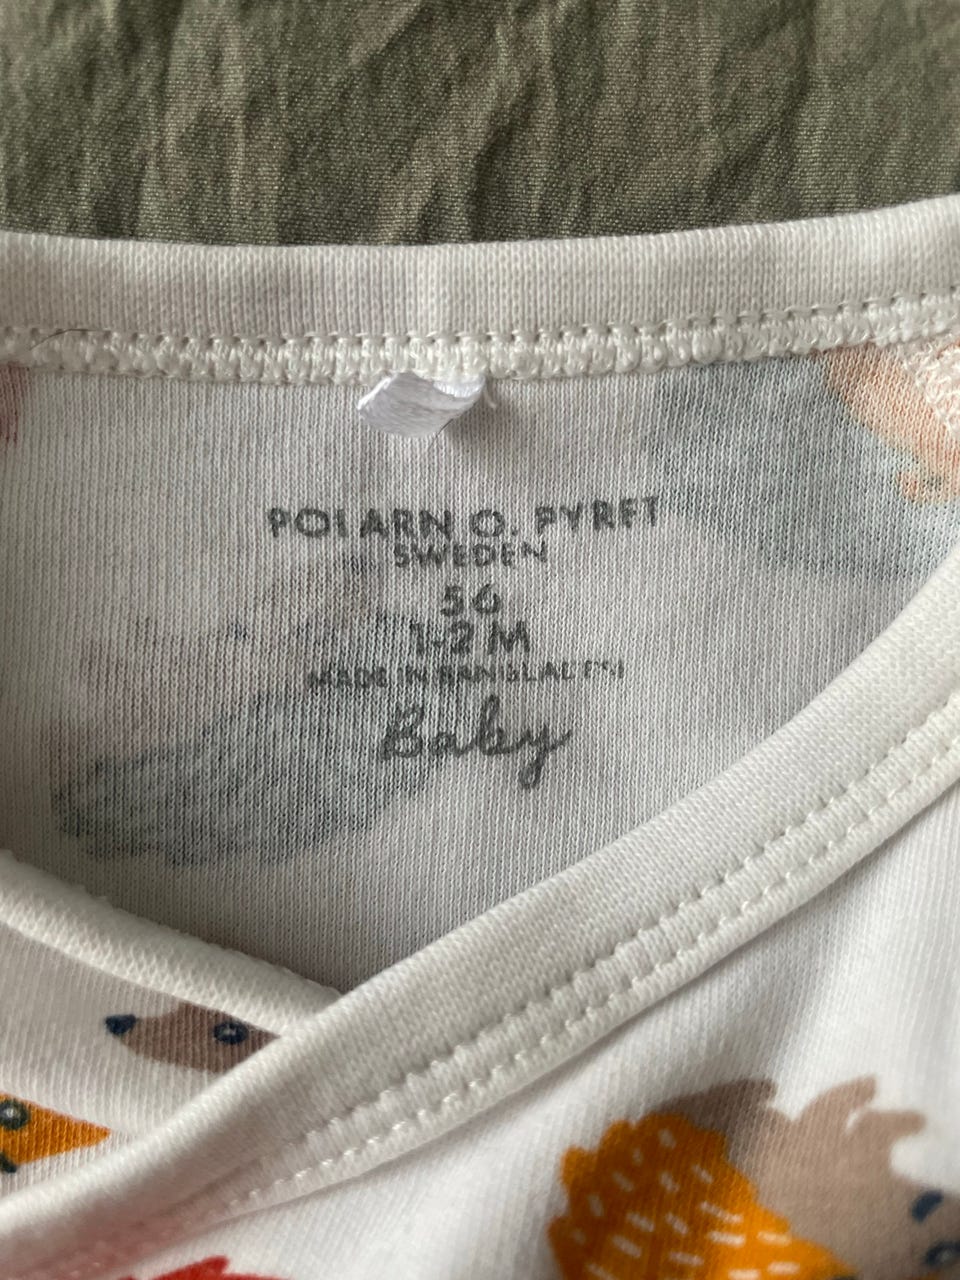 POLARN O. PYRET
SWEDEN
56
1-2 M
MADE IN BANGLADESH
Baby